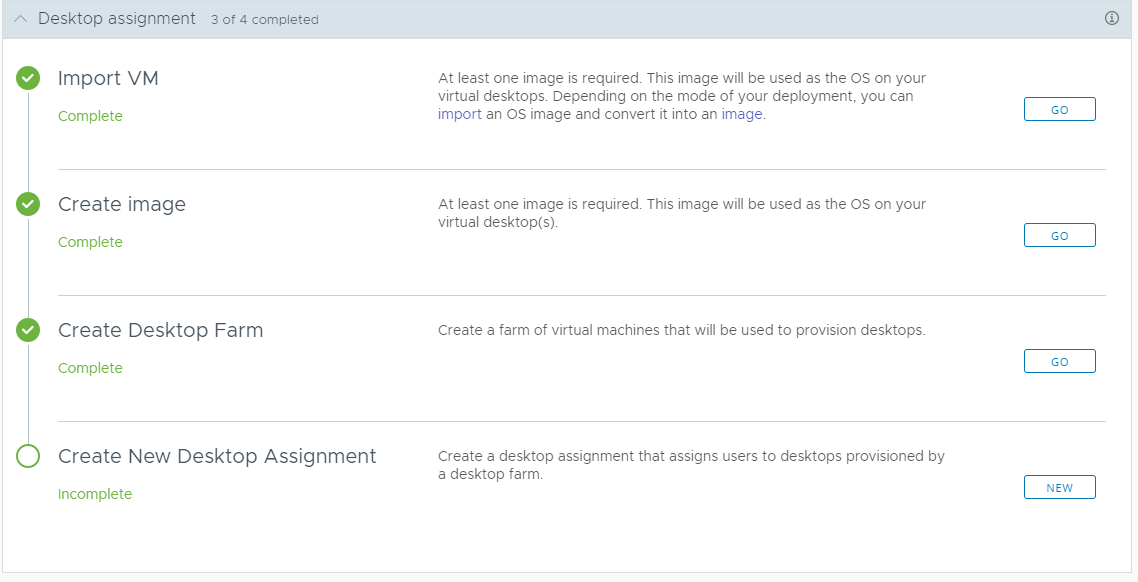 Desktop assignment 3 of 4 completed
Import VM
Complete
At least one image is required. This image will be used as the OS on your
virtual desktops. Depending on the mode of your deployment, you can
import an OS image and convert it into an image.
GO
Create image
Complete
At least one image is required. This image will be used as the OS on your
virtual desktop(s).
GO
Create Desktop Farm
Complete
Create a farm of virtual machines that will be used to provision desktops.
GO
Create New Desktop Assignment
Incomplete
Create a desktop assignment that assigns users to desktops provisioned by
a desktop farm.
NEW